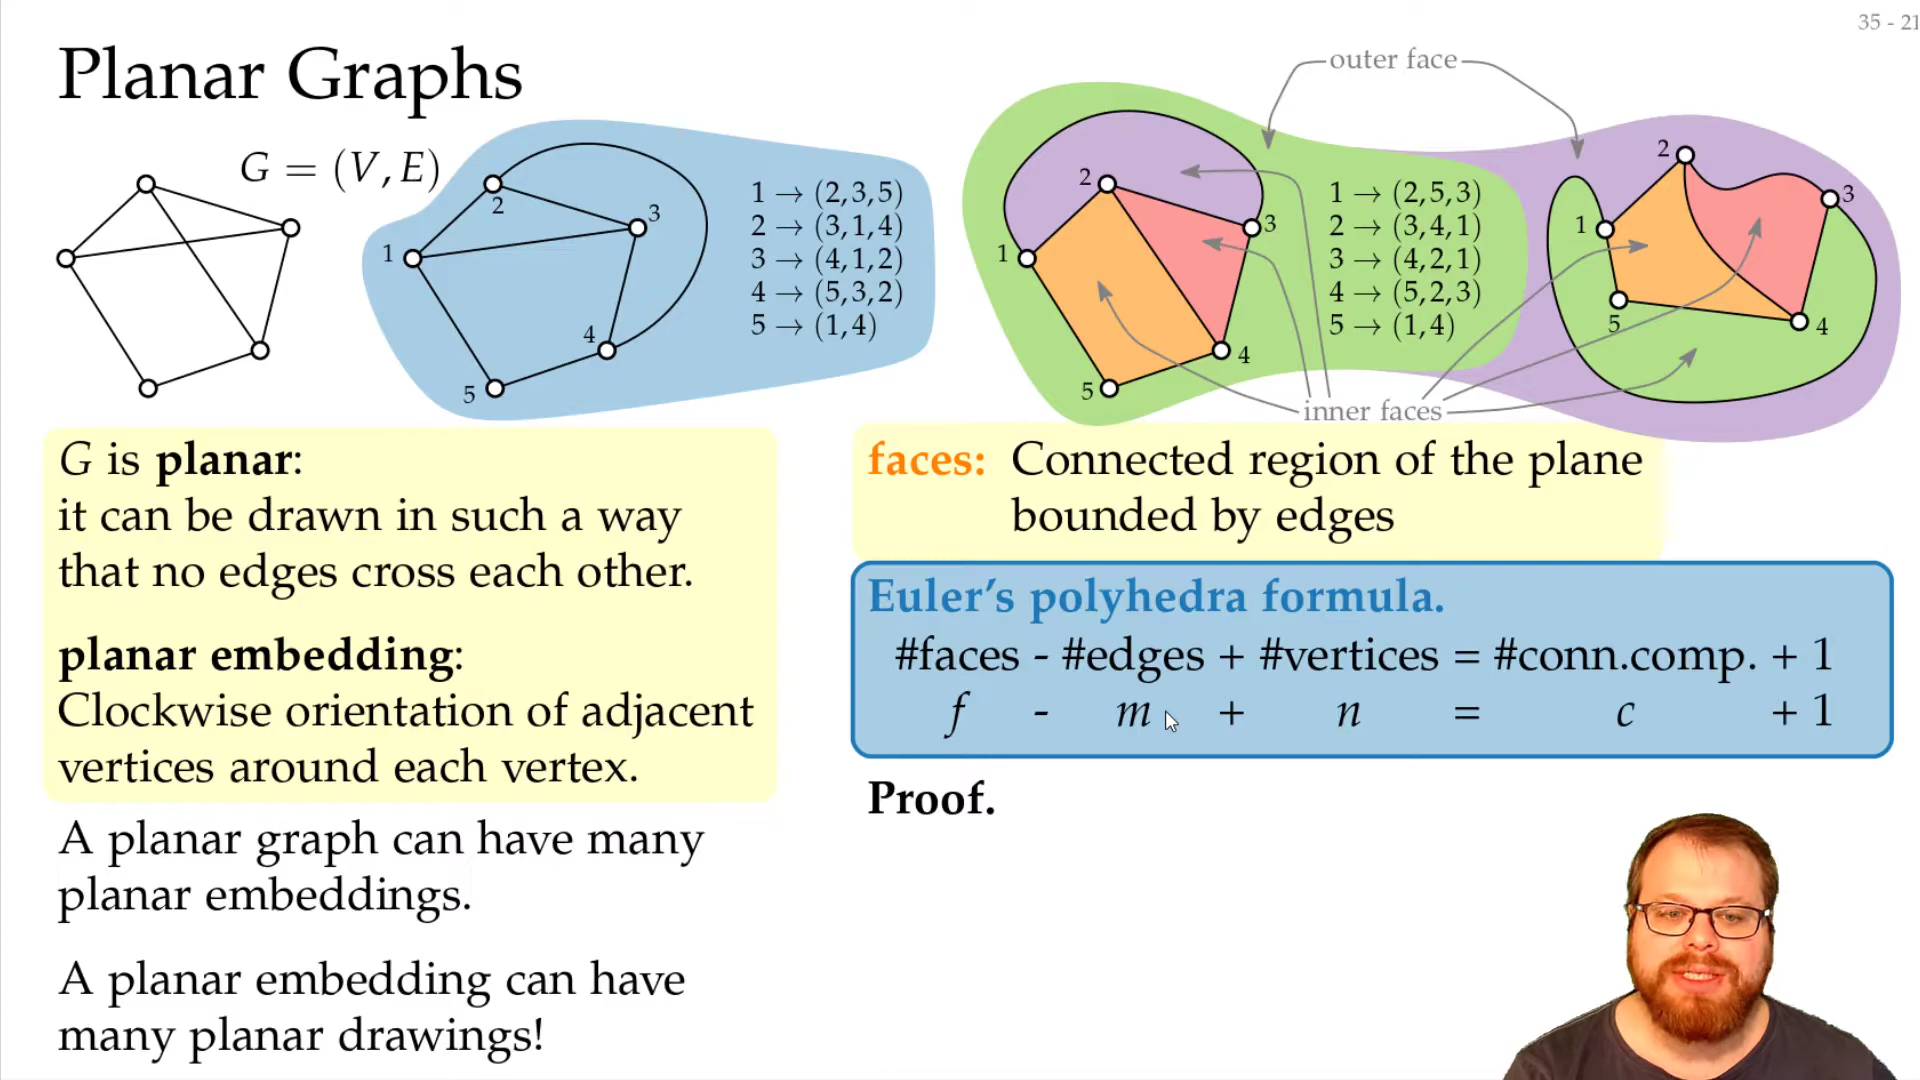 35 - 21
Planar Graphs
outer face
G = (V, E)
1
2
3
4
5
1 → (2,3,5)
2 → (3,1,4)
3 → (4,1,2)
4 → (5,3,2)
5 → (1,4)
1
2
3
4
5
1 → (2,5,3)
2 → (3,4,1)
3 → (4,2,1)
4 → (5,2,3)
5 → (1,4)
1
2
3
4
5
inner faces
G is planar:
it can be drawn in such a way
that no edges cross each other.
planar embedding:
Clockwise orientation of adjacent
vertices around each vertex.
A planar graph can have many
planar embeddings.
A planar embedding can have
many planar drawings!
faces: Connected region of the plane
bounded by edges
Euler's polyhedra formula.
#faces - #edges + #vertices = #conn.comp. + 1
f - m + n = c + 1
Proof.